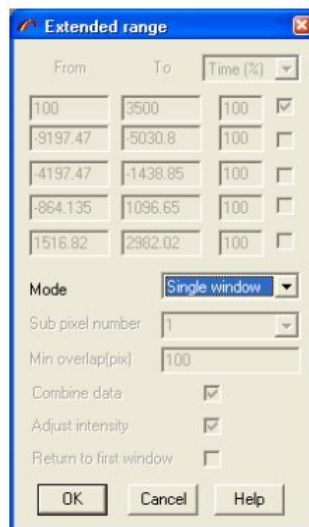 Extended range
From To Time (%)
100 3500 100
-9197.47 -5030.8 100
-4197.47 -1438.85 100
-864.135 1096.65 100
1516.82 2982.02 100
Mode Single window
Sub pixel number 1
Min overlap(pix) 100
Combine data
Adjust intensity
Return to first window
OK Cancel Help